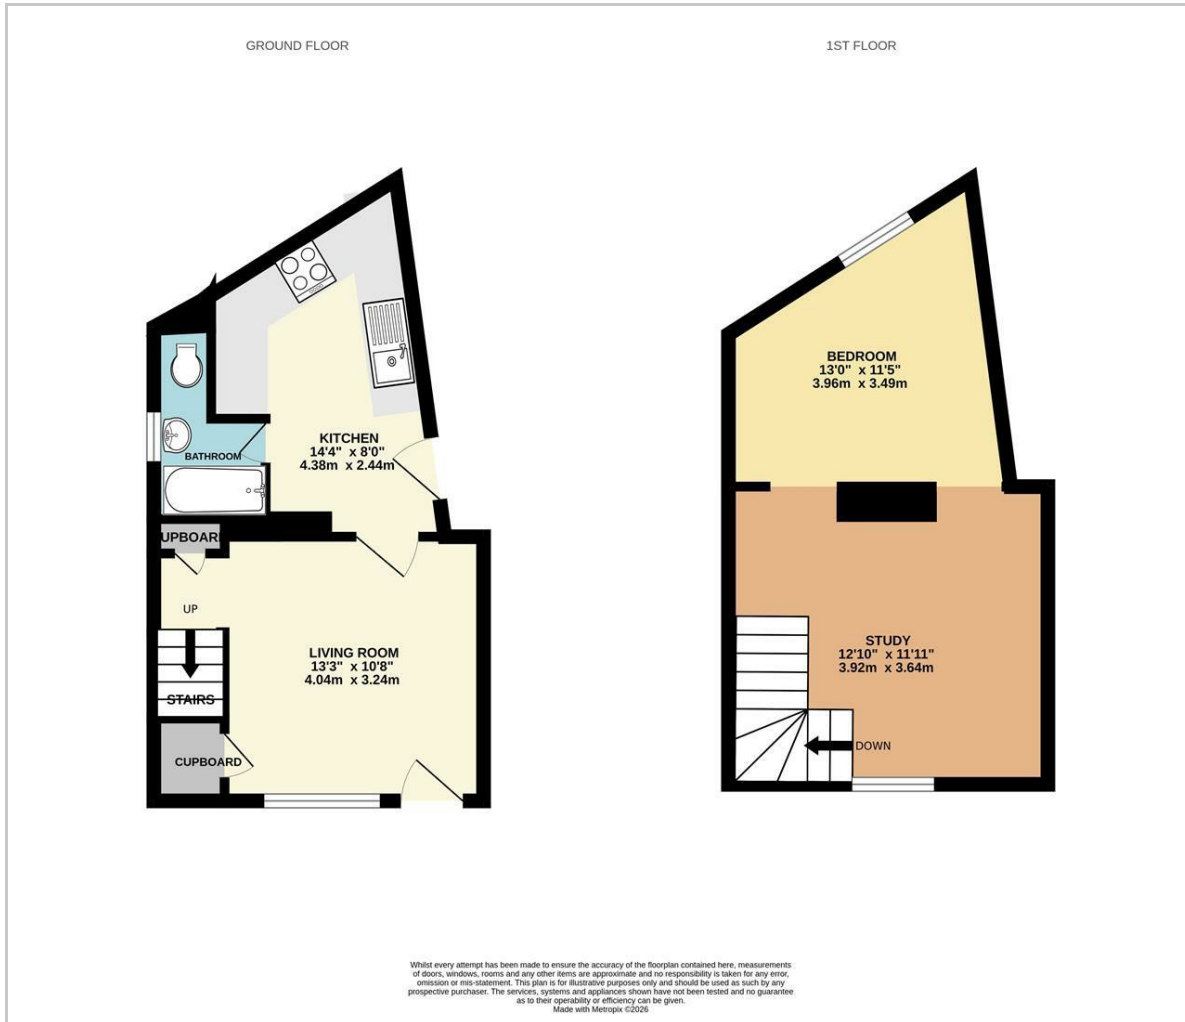 GROUND FLOOR
KITCHEN
14'4" x 8'0"
4.38m x 2.44m
BATHROOM
UPBOAR
UP
LIVING ROOM
13'3" x 10'8"
4.04m x 3.24m
STAIRS
CUPBOARD
1ST FLOOR
BEDROOM
13'0" x 11'5"
3.96m x 3.49m
STUDY
12'10" x 11'11"
3.92m x 3.64m
DOWN
Whilst every attempt has been made to ensure the accuracy of the floorplan contained here, measurements
of doors, windows, rooms and any other items are approximate and no responsibility is taken for any error,
omission or mis-statement. This plan is for illustrative purposes only and should be used as such by any
prospective purchaser. The services, systems and appliances shown have not been tested and no guarantee
as to their operability or efficiency can be given.
Made with Metropix ©2026